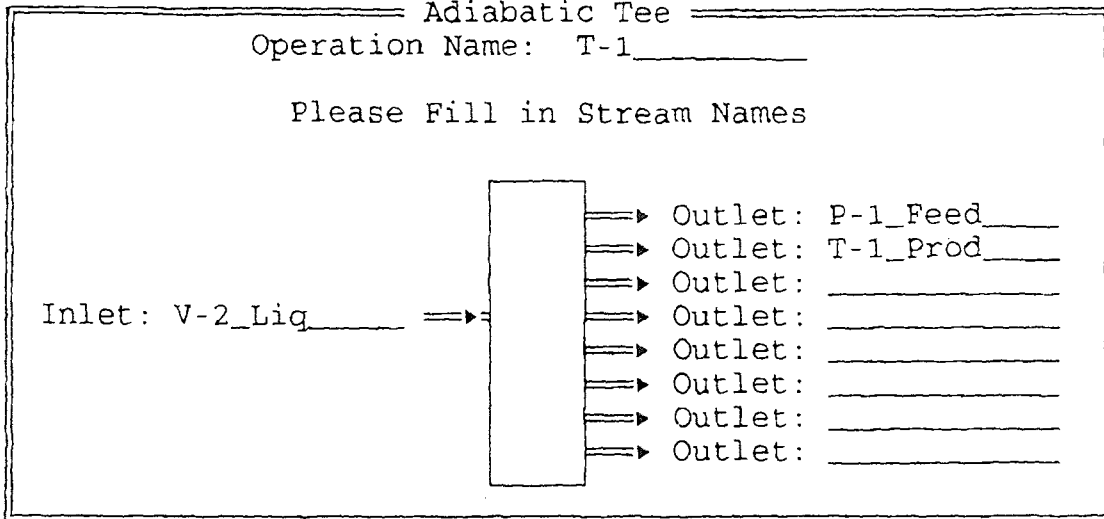 Adiabatic Tee
Operation Name: T-1
Please Fill in Stream Names
Outlet: P-1_Feed
Outlet: T-1_Prod
Outlet:
Inlet: V-2_Liq
Outlet:
Outlet:
Outlet:
Outlet:
Outlet: